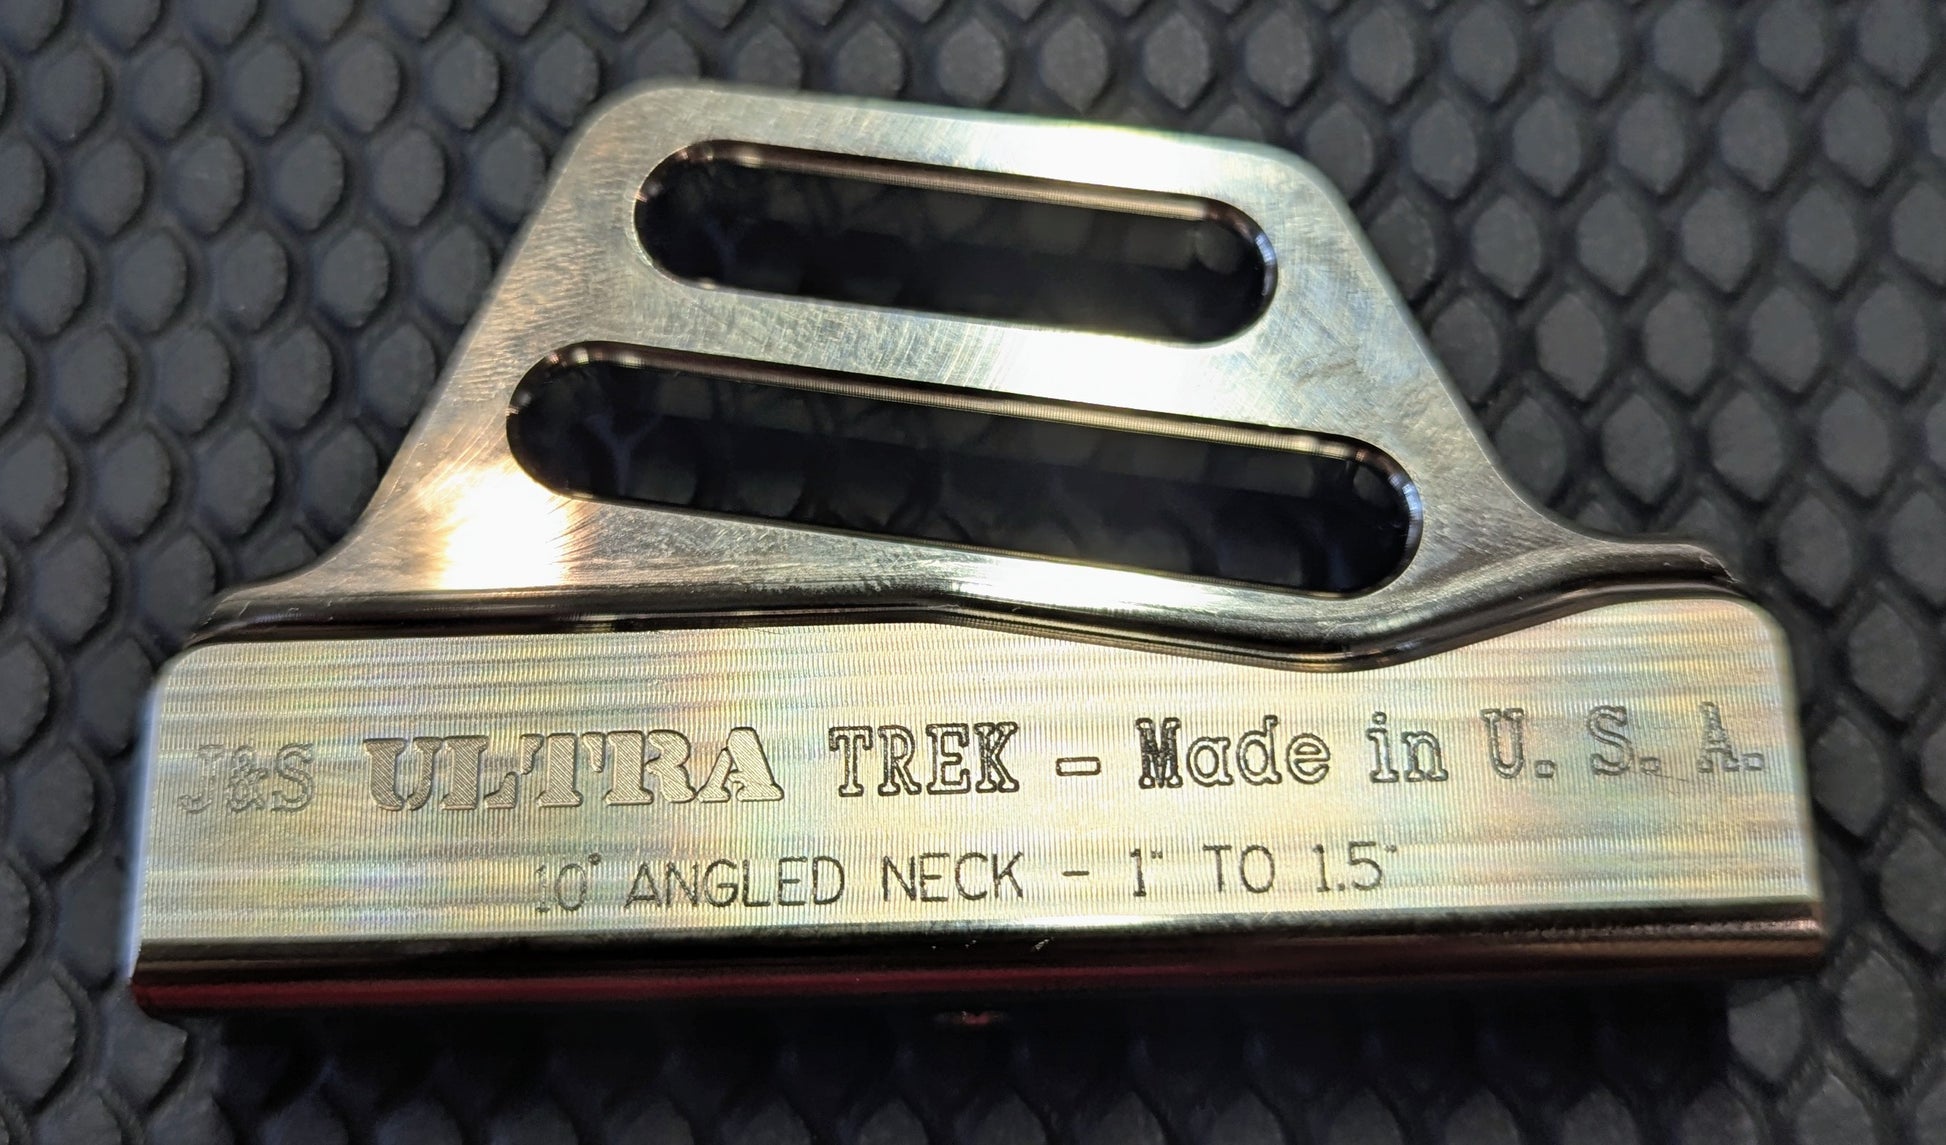 J&S ULTRA TREK - Made in U. S. A.
10° ANGLED NECK - 1" TO 1.5"